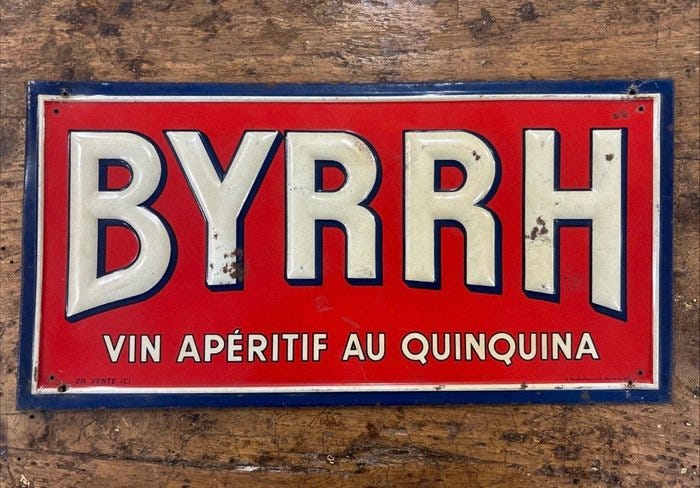 BYRRH
VIN APÉRITIF AU QUINQUINA
EN VENTE ICI